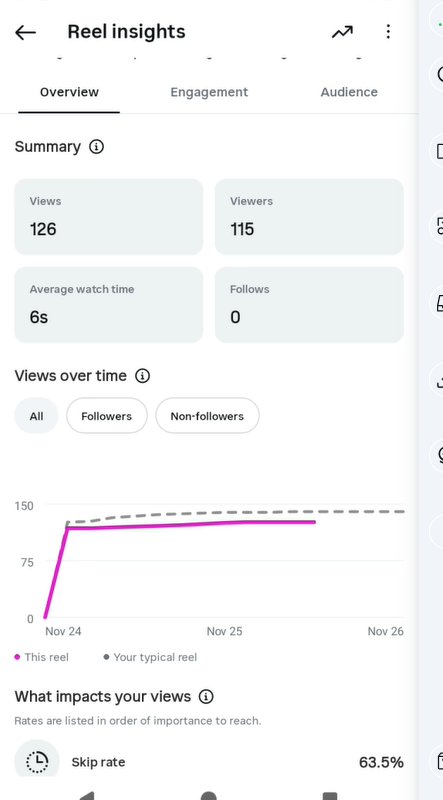 Reel insights
Overview Engagement Audience
Summary
Views Viewers
126 115
Average watch time Follows
6s 0
Views over time
All Followers Non-followers
150
75
0
Nov 24 Nov 25 Nov 26
This reel Your typical reel
What impacts your views
Rates are listed in order of importance to reach.
Skip rate 63.5%